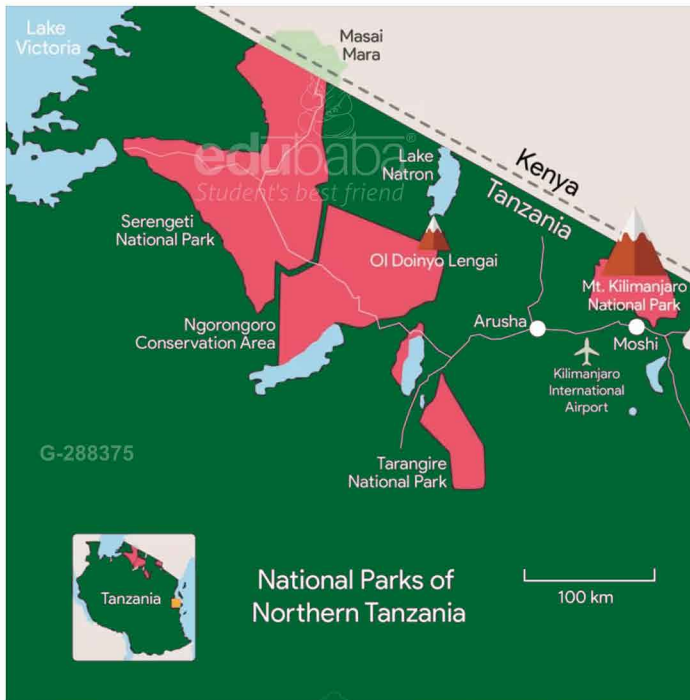 Lake
Victoria
Masai
Mara
edubaba
Student's best friend
Lake
Natron
Kenya
Tanzania
Serengeti
National Park
Ol Doinyo Lengai
Mt. Kilimanjaro
National Park
Ngorongoro
Conservation Area
Arusha
Moshi
Kilimanjaro
International
Airport
G-288375
Tarangire
National Park
Tanzania
National Parks of
Northern Tanzania
100 km